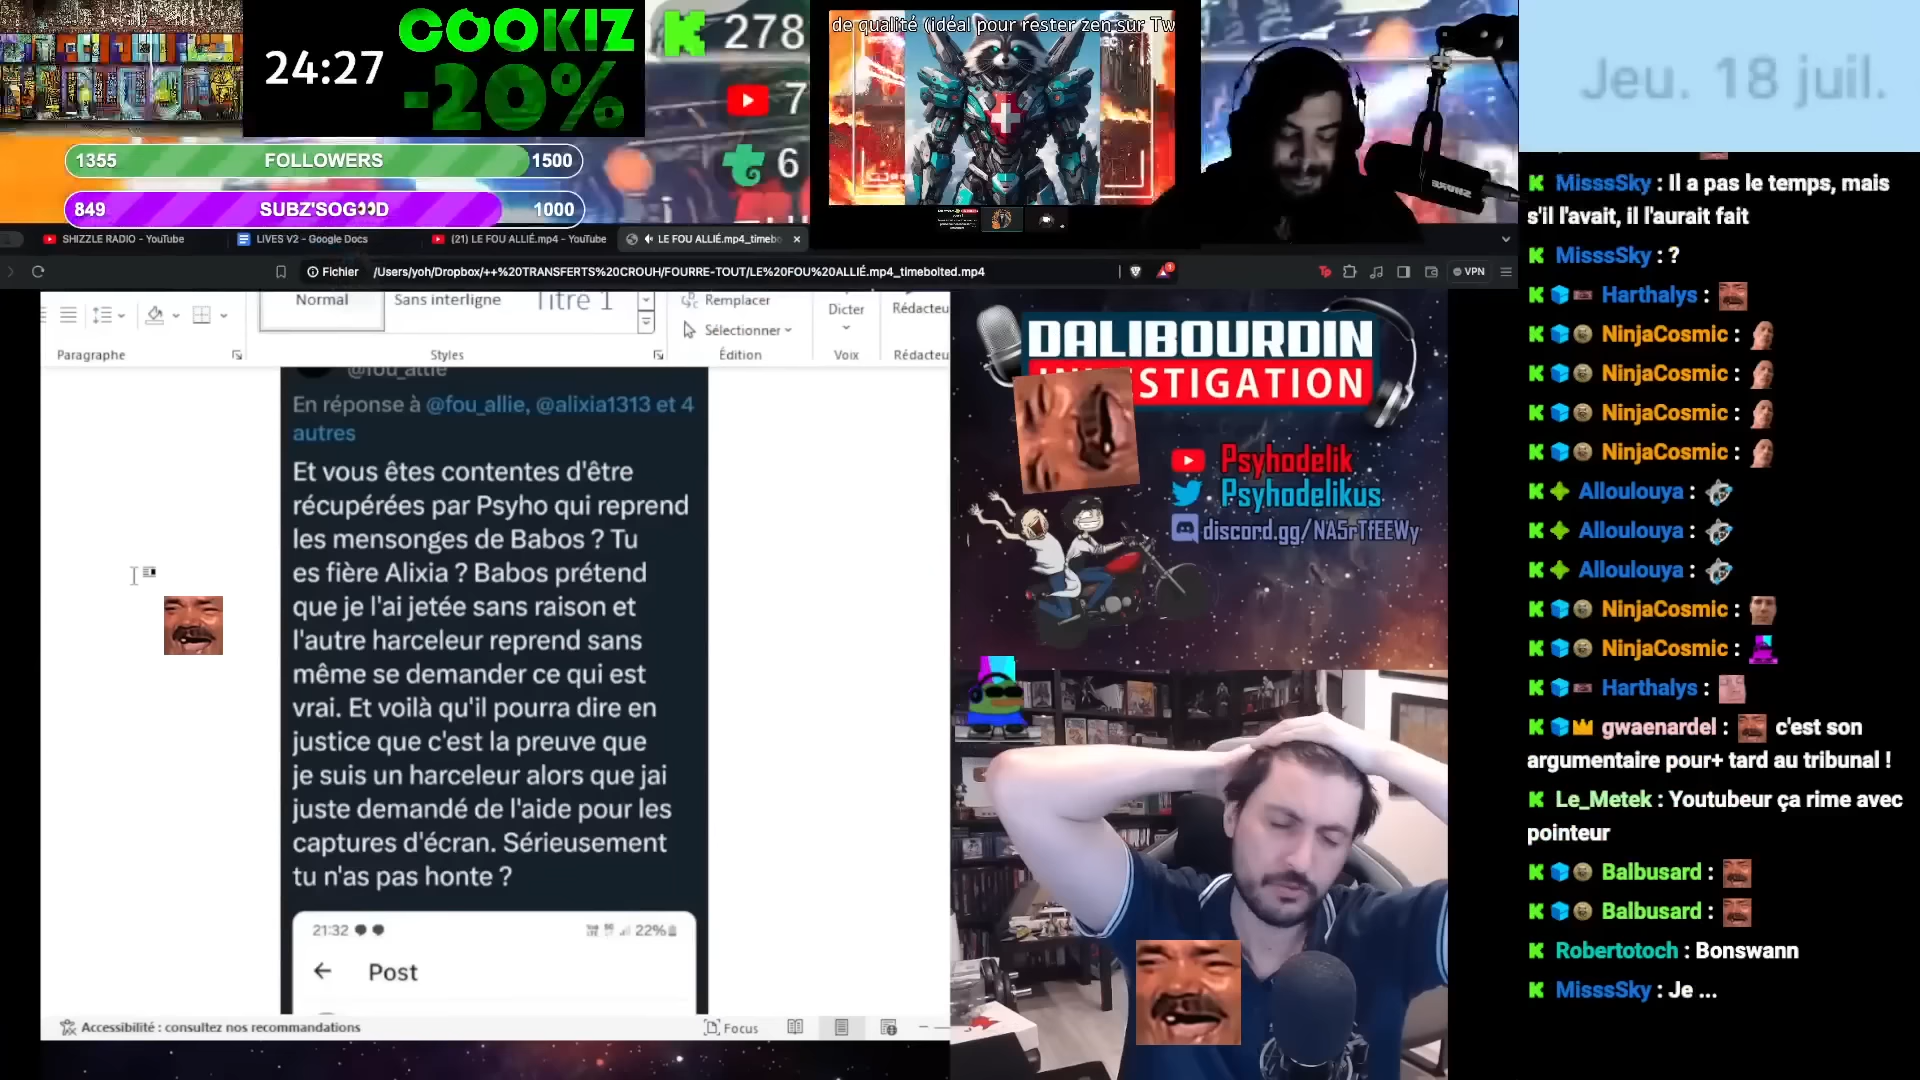 24:27
COOKIZ
-20%
278
7
6
1355 FOLLOWERS 1500
849 SUBZ'SOG👀D 1000
de qualité (idéal pour rester zen sur Tw
Jeu. 18 juil.
SHIZZLE RADIO - YouTube
LIVES V2 - Google Docs
(21) LE FOU ALLIÉ.mp4 - YouTube
LE FOU ALLIÉ.mp4_timebo
Fichier
/Users/yoh/Dropbox/++%20TRANSFERTS%20CROUH/FOURRE-TOUT/LE%20FOU%20ALLIÉ.mp4_timebolted.mp4
VPN
Normal
Sans interligne
Titre 1
Remplacer
Sélectionner
Dicter
Rédacteu
Paragraphe
Styles
Édition
Voix
Rédacteu
@fou_allie
En réponse à @fou_allie, @alixia1313 et 4
autres
Et vous êtes contentes d'être
récupérées par Psyho qui reprend
les mensonges de Babos ? Tu
es fière Alixia ? Babos prétend
que je l'ai jetée sans raison et
l'autre harceleur reprend sans
même se demander ce qui est
vrai. Et voilà qu'il pourra dire en
justice que c'est la preuve que
je suis un harceleur alors que jai
juste demandé de l'aide pour les
captures d'écran. Sérieusement
tu n'as pas honte ?
21:32
22%
Post
Accessibilité : consultez nos recommandations
Focus
DALIBOURDIN
STIGATION
Psyhodelik
Psyhodelikus
discord.gg/NA5rTfEEWy
MisssSky : Il a pas le temps, mais
s'il l'avait, il l'aurait fait
MisssSky : ?
Harthalys :
NinjaCosmic :
NinjaCosmic :
NinjaCosmic :
NinjaCosmic :
Alloulouya :
Alloulouya :
Alloulouya :
NinjaCosmic :
NinjaCosmic :
Harthalys :
gwaenardel : c'est son
argumentaire pour+ tard au tribunal !
Le_Metek : Youtubeur ça rime avec
pointeur
Balbusard :
Balbusard :
Robertotoch : Bonswann
MisssSky : Je ...